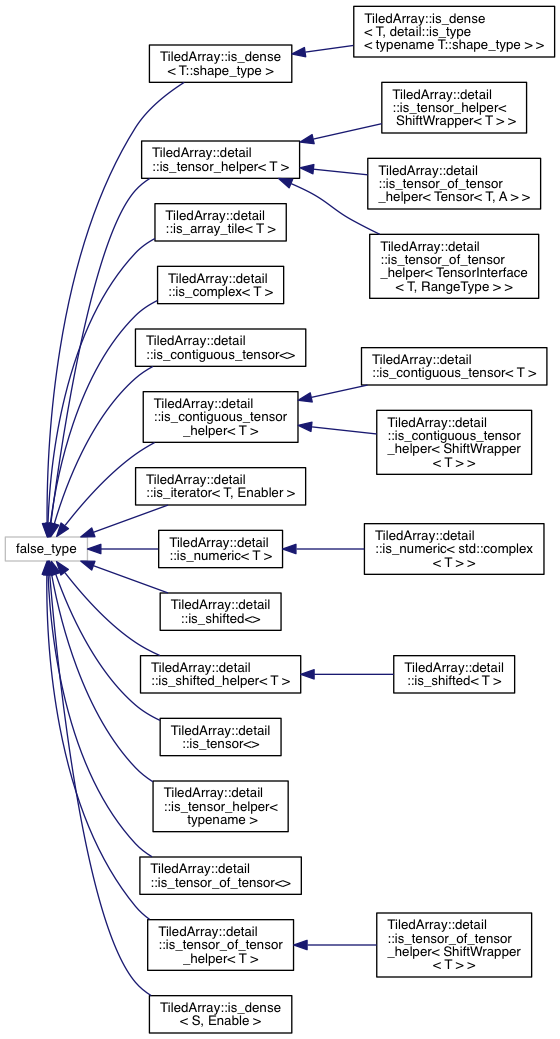 TiledArray::is_dense
< T, detail::is_type
< typename T::shape_type > >
TiledArray::is_dense
< T::shape_type >
TiledArray::detail
::is_tensor_helper<
ShiftWrapper< T > >
TiledArray::detail
::is_tensor_helper< T >
TiledArray::detail
::is_tensor_of_tensor
_helper< Tensor< T, A > >
TiledArray::detail
::is_array_tile< T >
TiledArray::detail
::is_tensor_of_tensor
_helper< TensorInterface
< T, RangeType > >
TiledArray::detail
::is_complex< T >
TiledArray::detail
::is_contiguous_tensor<>
TiledArray::detail
::is_contiguous_tensor< T >
TiledArray::detail
::is_contiguous_tensor
_helper< T >
TiledArray::detail
::is_contiguous_tensor
_helper< ShiftWrapper
< T > >
TiledArray::detail
::is_iterator< T, Enabler >
false_type
TiledArray::detail
::is_numeric< T >
TiledArray::detail
::is_numeric< std::complex
< T > >
TiledArray::detail
::is_shifted<>
TiledArray::detail
::is_shifted_helper< T >
TiledArray::detail
::is_shifted< T >
TiledArray::detail
::is_tensor<>
TiledArray::detail
::is_tensor_helper<
typename >
TiledArray::detail
::is_tensor_of_tensor<>
TiledArray::detail
::is_tensor_of_tensor
_helper< T >
TiledArray::detail
::is_tensor_of_tensor
_helper< ShiftWrapper
< T > >
TiledArray::is_dense
< S, Enable >